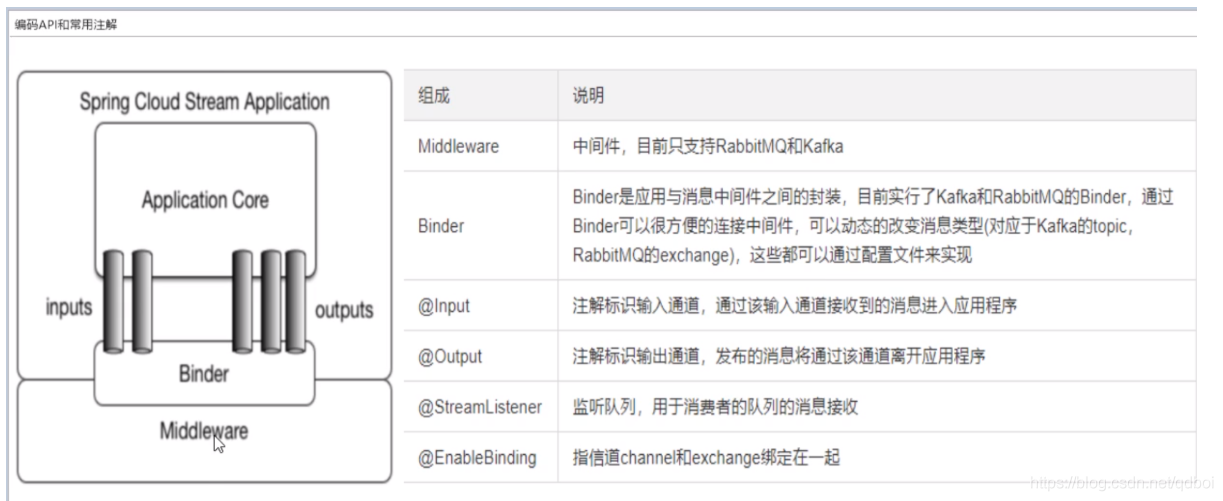 编码API和常用注解
Spring Cloud Stream Application
Application Core
inputs
outputs
Binder
Middleware
组成 说明
Middleware 中间件，目前只支持RabbitMQ和Kafka
Binder Binder是应用与消息中间件之间的封装，目前实行了Kafka和RabbitMQ的Binder，通过
Binder可以很方便的连接中间件，可以动态的改变消息类型(对应于Kafka的topic，
RabbitMQ的exchange)，这些都可以通过配置文件来实现
@Input 注解标识输入通道，通过该输入通道接收到的消息进入应用程序
@Output 注解标识输出通道，发布的消息将通过该通道离开应用程序
@StreamListener 监听队列，用于消费者的队列的消息接收
@EnableBinding 指信道channel和exchange绑定在一起
https://blog.csdn.net/qdboi